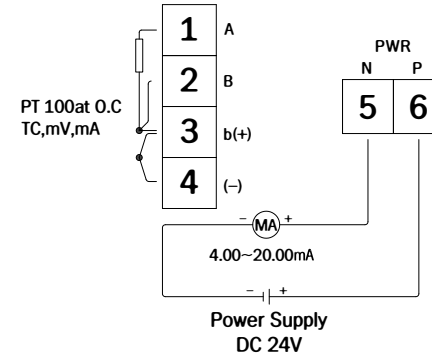 1 A
2 B
3 b(+)
4 (−)
PT 100at O.C
TC,mV,mA
PWR
N P
5 6
− MA +
4.00~20.00mA
− +
Power Supply
DC 24V